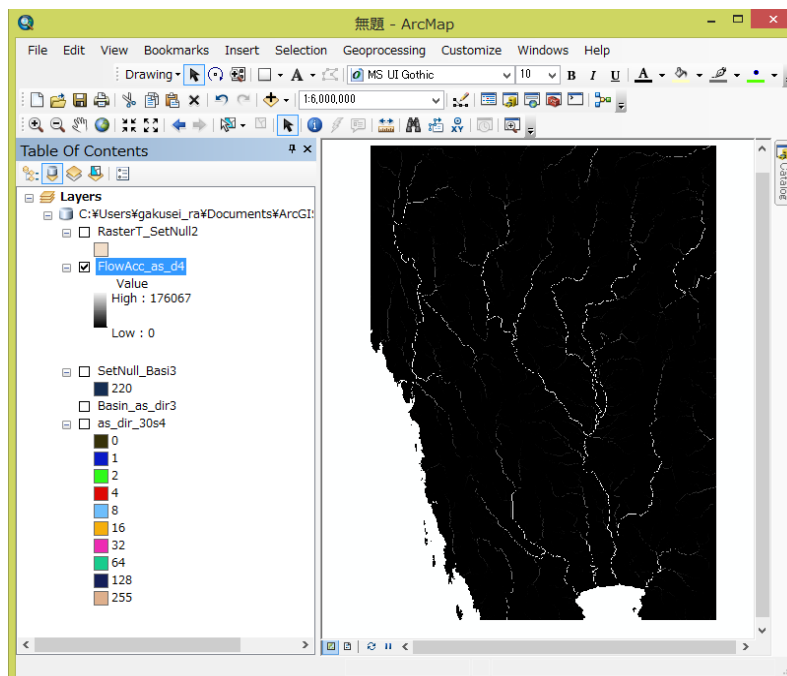 無題 - ArcMap
File Edit View Bookmarks Insert Selection Geoprocessing Customize Windows Help
Drawing A MS UI Gothic 10 B I U A
1:6,000,000
XY
Table Of Contents
Catalog
Layers
C:¥Users¥gakusei_ra¥Documents¥ArcGI
RasterT_SetNull2
FlowAcc_as_d4
Value
High : 176067
Low : 0
SetNull_Basi3
220
Basin_as_dir3
as_dir_30s4
0
1
2
4
8
16
32
64
128
255